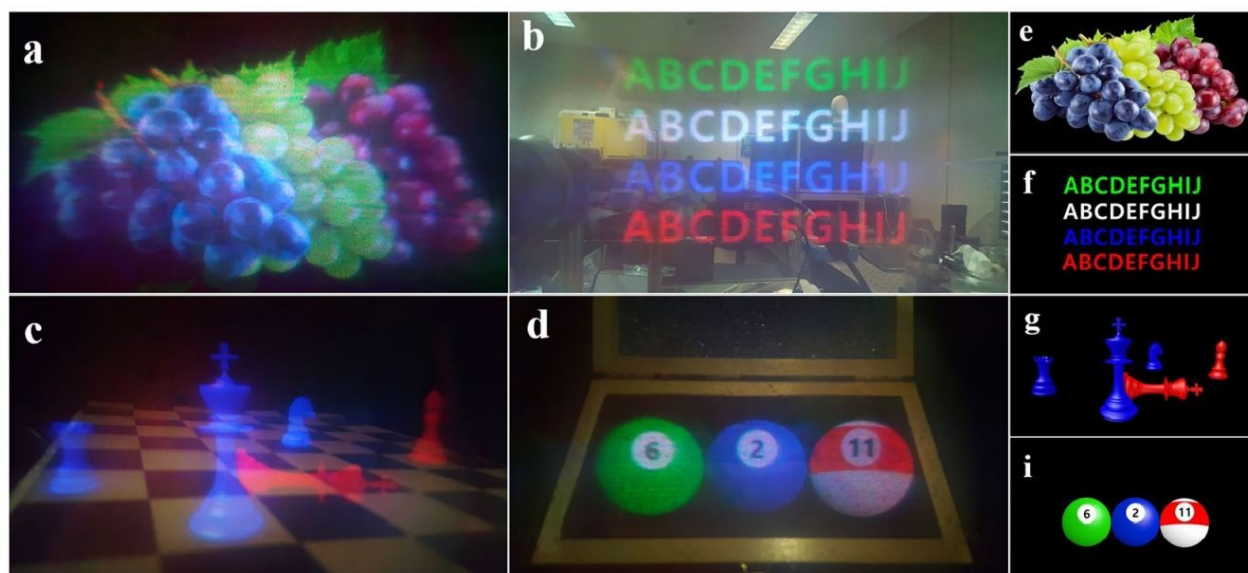 a
b
ABCDEFGHIJ
ABCDEFGHIJ
ABCDEFGHIJ
ABCDEFGHIJ
e
f
ABCDEFGHIJ
ABCDEFGHIJ
ABCDEFGHIJ
ABCDEFGHIJ
c
d
6 2 11
g
i
6 2 11